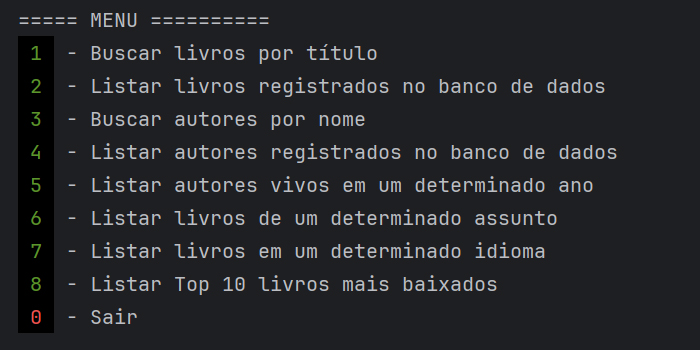 ===== MENU ==========
1 - Buscar livros por título
2 - Listar livros registrados no banco de dados
3 - Buscar autores por nome
4 - Listar autores registrados no banco de dados
5 - Listar autores vivos em um determinado ano
6 - Listar livros de um determinado assunto
7 - Listar livros em um determinado idioma
8 - Listar Top 10 livros mais baixados
0 - Sair